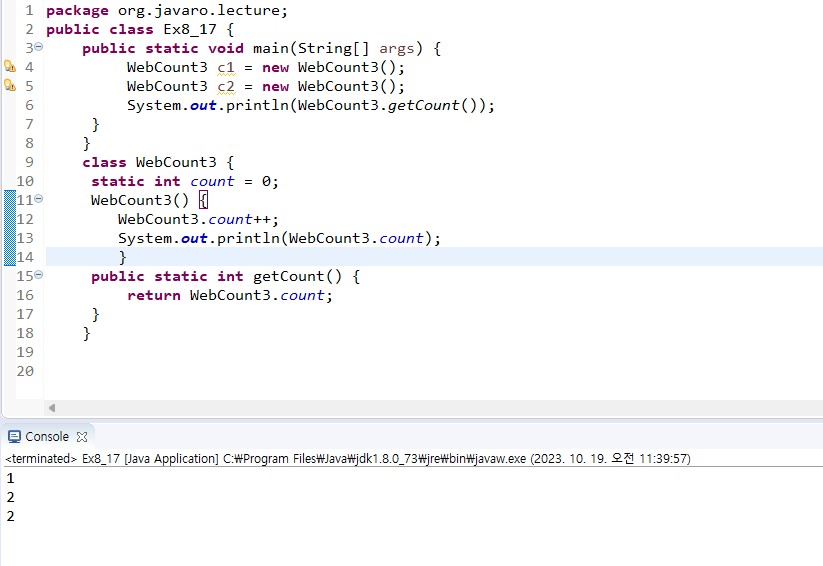 1 package org.javaro.lecture;
2 public class Ex8_17 {
3 public static void main(String[] args) {
4 WebCount3 c1 = new WebCount3();
5 WebCount3 c2 = new WebCount3();
6 System.out.println(WebCount3.getCount());
7 }
8 }
9 class WebCount3 {
10 static int count = 0;
11 WebCount3() {
12 WebCount3.count++;
13 System.out.println(WebCount3.count);
14 }
15 public static int getCount() {
16 return WebCount3.count;
17 }
18 }
19
20
Console
<terminated> Ex8_17 [Java Application] C:₩Program Files₩Java₩jdk1.8.0_73₩jre₩bin₩javaw.exe (2023. 10. 19. 오전 11:39:57)
1
2
2